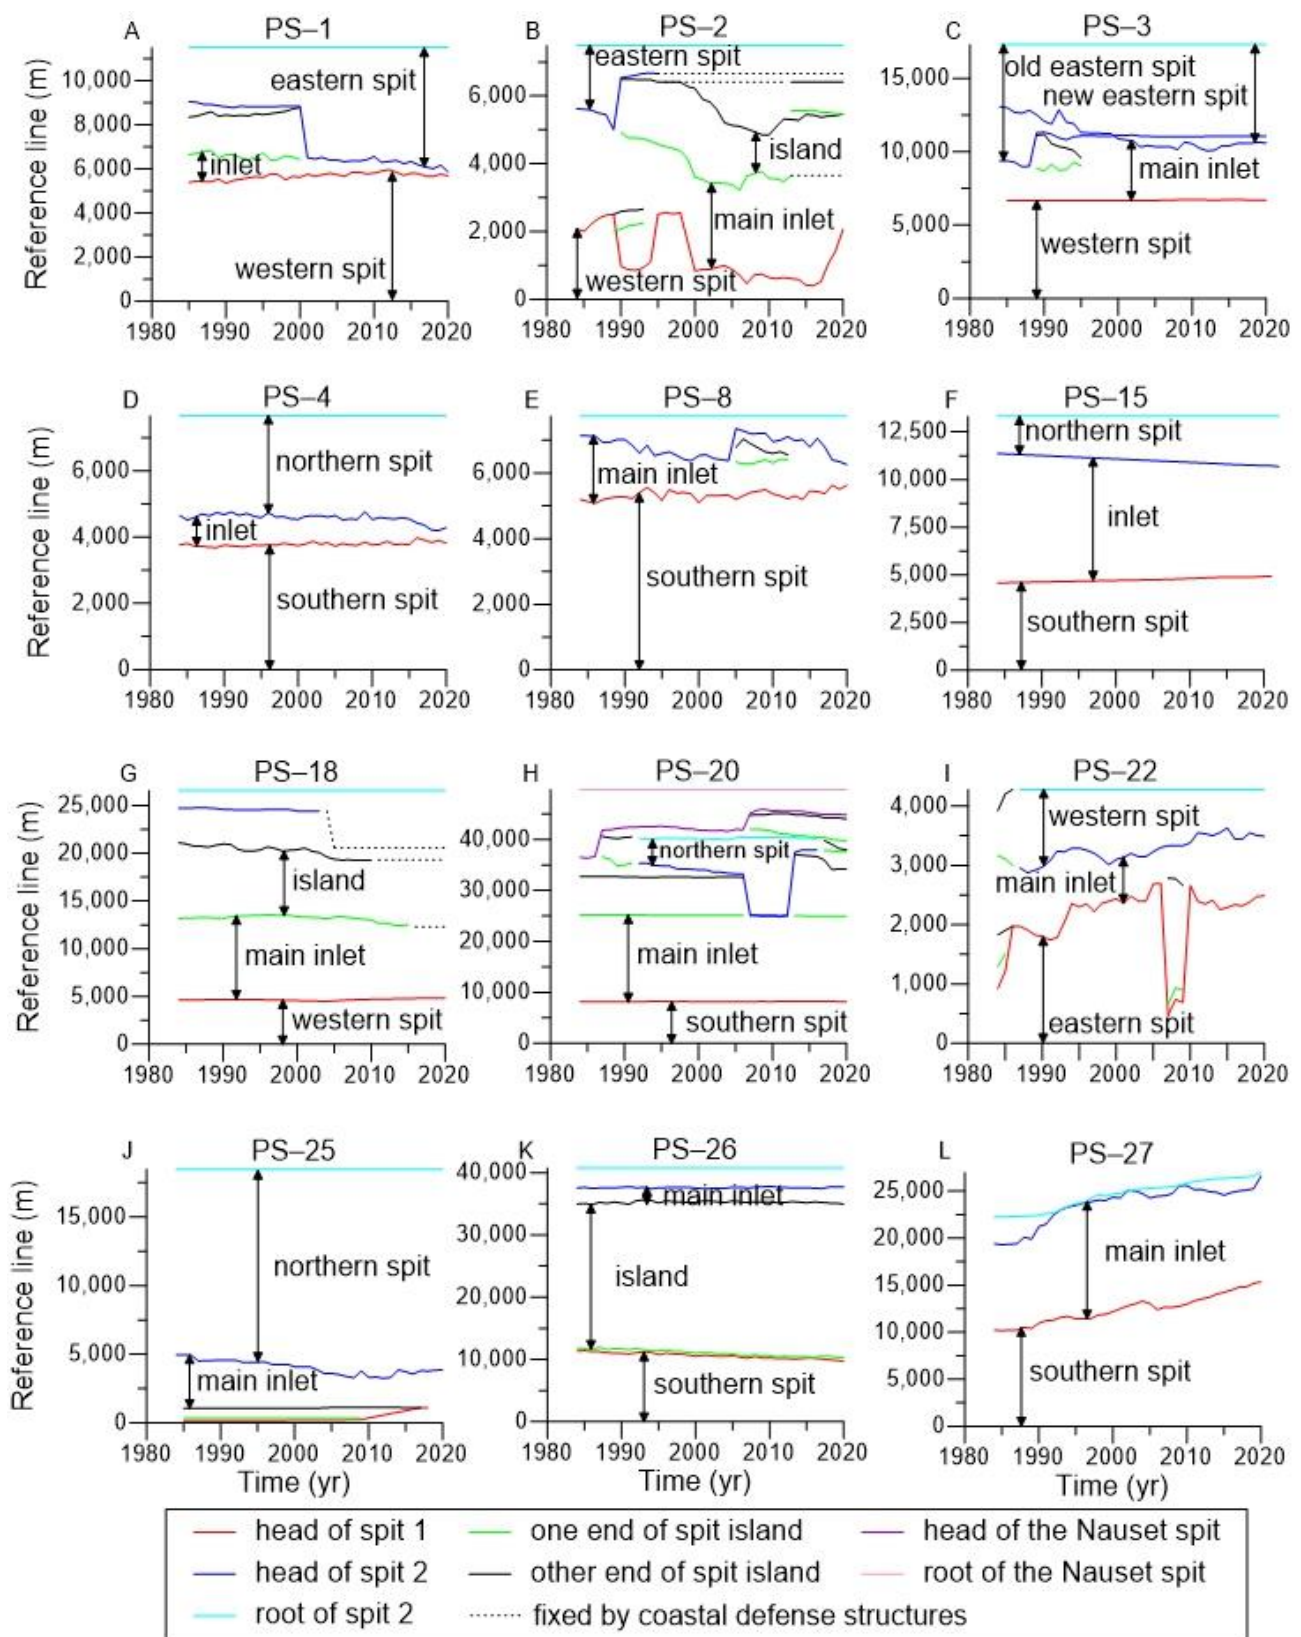 A PS–1
Reference line (m)
10,000
8,000
6,000
4,000
2,000
0
eastern spit
inlet
western spit
1980 1990 2000 2010 2020
B PS–2
6,000
4,000
2,000
0
eastern spit
island
main inlet
western spit
1980 1990 2000 2010 2020
C PS–3
15,000
10,000
5,000
0
old eastern spit
new eastern spit
main inlet
western spit
1980 1990 2000 2010 2020
D PS–4
Reference line (m)
6,000
4,000
2,000
0
northern spit
inlet
southern spit
1980 1990 2000 2010 2020
E PS–8
6,000
4,000
2,000
0
main inlet
southern spit
1980 1990 2000 2010 2020
F PS–15
12,500
10,000
7,500
5,000
2,500
0
northern spit
inlet
southern spit
1980 1990 2000 2010 2020
G PS–18
Reference line (m)
25,000
20,000
15,000
10,000
5,000
0
island
main inlet
western spit
1980 1990 2000 2010 2020
H PS–20
40,000
30,000
20,000
10,000
0
northern spit
main inlet
southern spit
1980 1990 2000 2010 2020
I PS–22
4,000
3,000
2,000
1,000
0
western spit
main inlet
eastern spit
1980 1990 2000 2010 2020
J PS–25
Reference line (m)
15,000
10,000
5,000
0
northern spit
main inlet
1980 1990 2000 2010 2020
Time (yr)
K PS–26
40,000
30,000
20,000
10,000
0
main inlet
island
southern spit
1980 1990 2000 2010 2020
Time (yr)
L PS–27
25,000
20,000
15,000
10,000
5,000
0
main inlet
southern spit
1980 1990 2000 2010 2020
Time (yr)
head of spit 1 one end of spit island head of the Nauset spit
head of spit 2 other end of spit island root of the Nauset spit
root of spit 2 fixed by coastal defense structures